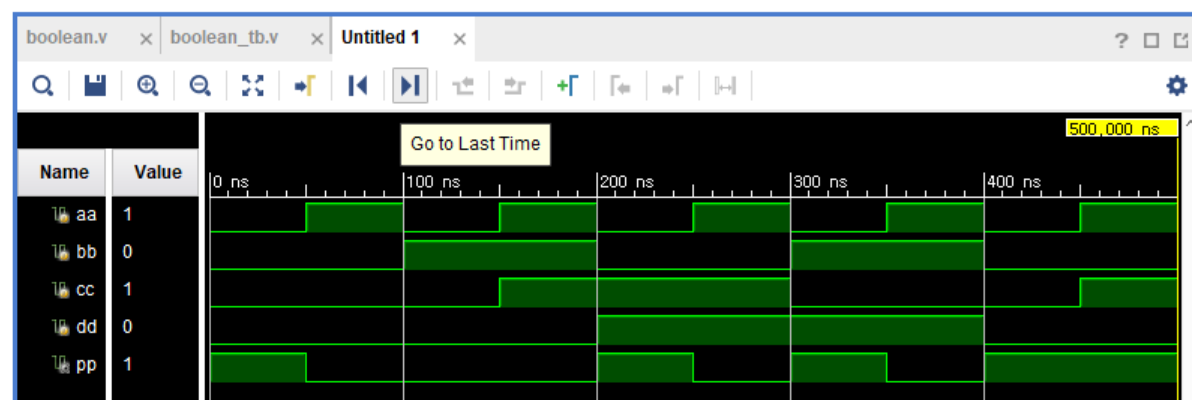 boolean.v × boolean_tb.v × Untitled 1 × ?
500,000 ns
Go to Last Time
Name Value 0 ns 100 ns 200 ns 300 ns 400 ns
aa 1
bb 0
cc 1
dd 0
pp 1